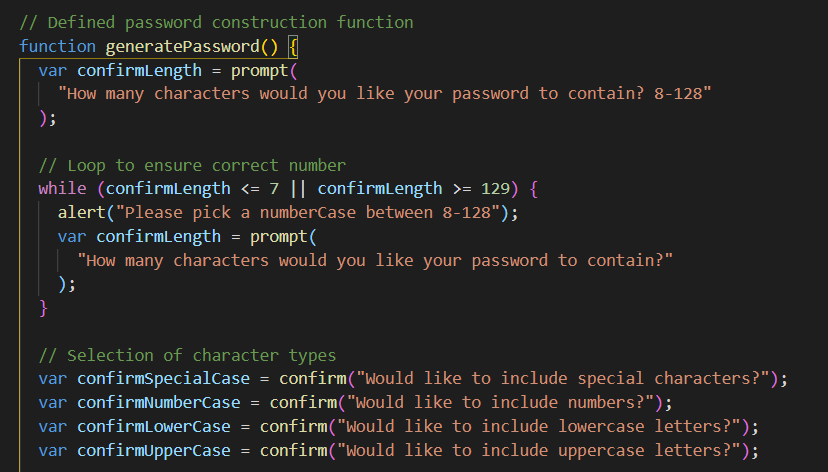 // Defined password construction function
function generatePassword() {
var confirmLength = prompt(
"How many characters would you like your password to contain? 8-128"
);
// Loop to ensure correct number
while (confirmLength <= 7 || confirmLength >= 129) {
alert("Please pick a numberCase between 8-128");
var confirmLength = prompt(
"How many characters would you like your password to contain?"
);
}
// Selection of character types
var confirmSpecialCase = confirm("Would like to include special characters?");
var confirmNumberCase = confirm("Would like to include numbers?");
var confirmLowerCase = confirm("Would like to include lowercase letters?");
var confirmUpperCase = confirm("Would like to include uppercase letters?");